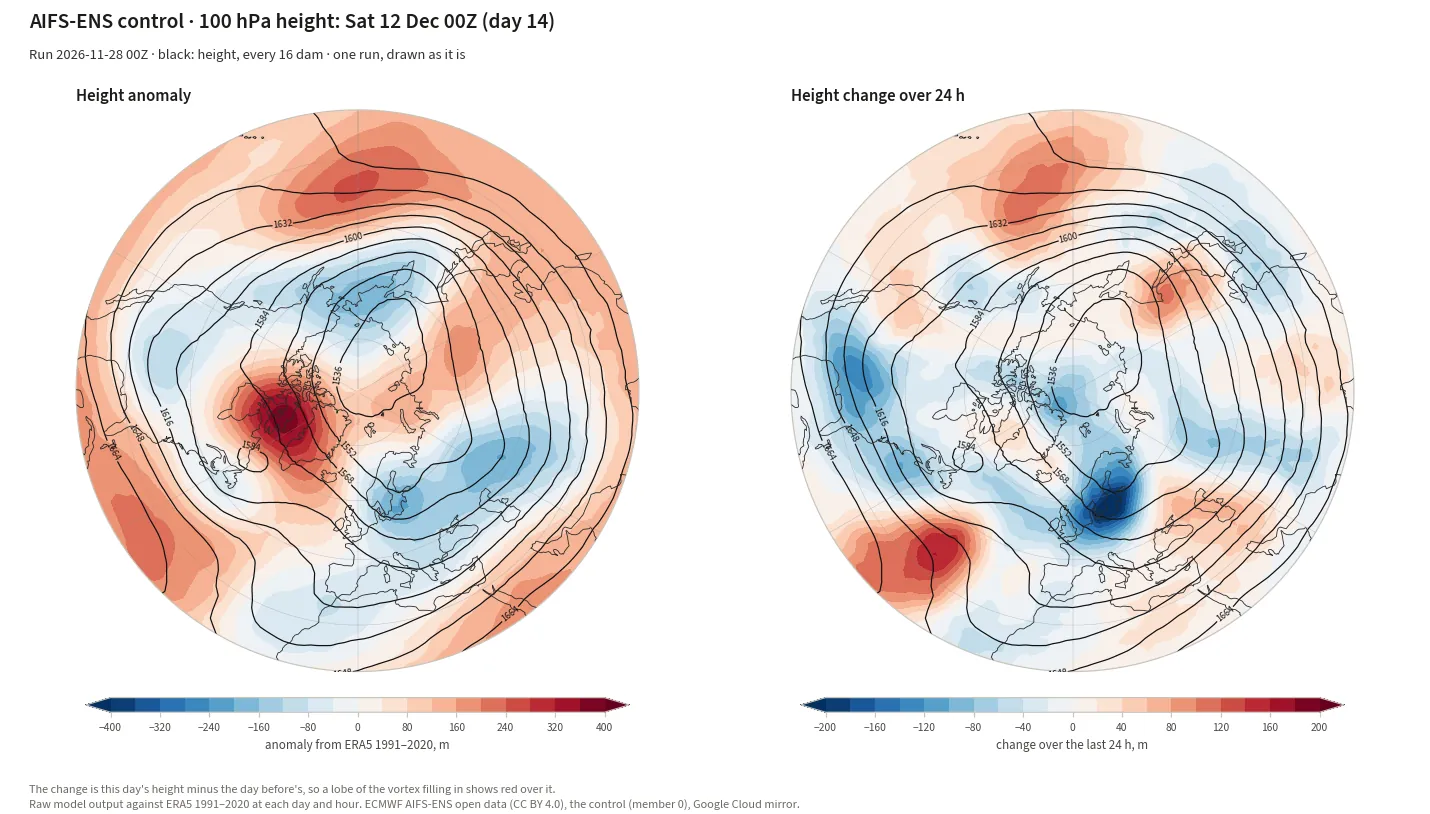 AIFS-ENS control · 100 hPa height: Sat 12 Dec 00Z (day 14)
Run 2026-11-28 00Z · black: height, every 16 dam · one run, drawn as it is
Height anomaly
Height change over 24 h
1632
1600
1584
1536
1616
1648
1664
1584
1552
1568
1664
1632
1600
1584
1536
1616
1648
1664
1584
1552
1568
1664
−400 −320 −240 −160 −80 0 80 160 240 320 400
anomaly from ERA5 1991–2020, m
−200 −160 −120 −80 −40 0 40 80 120 160 200
change over the last 24 h, m
The change is this day's height minus the day before's, so a lobe of the vortex filling in shows red over it.
Raw model output against ERA5 1991–2020 at each day and hour. ECMWF AIFS-ENS open data (CC BY 4.0), the control (member 0), Google Cloud mirror.